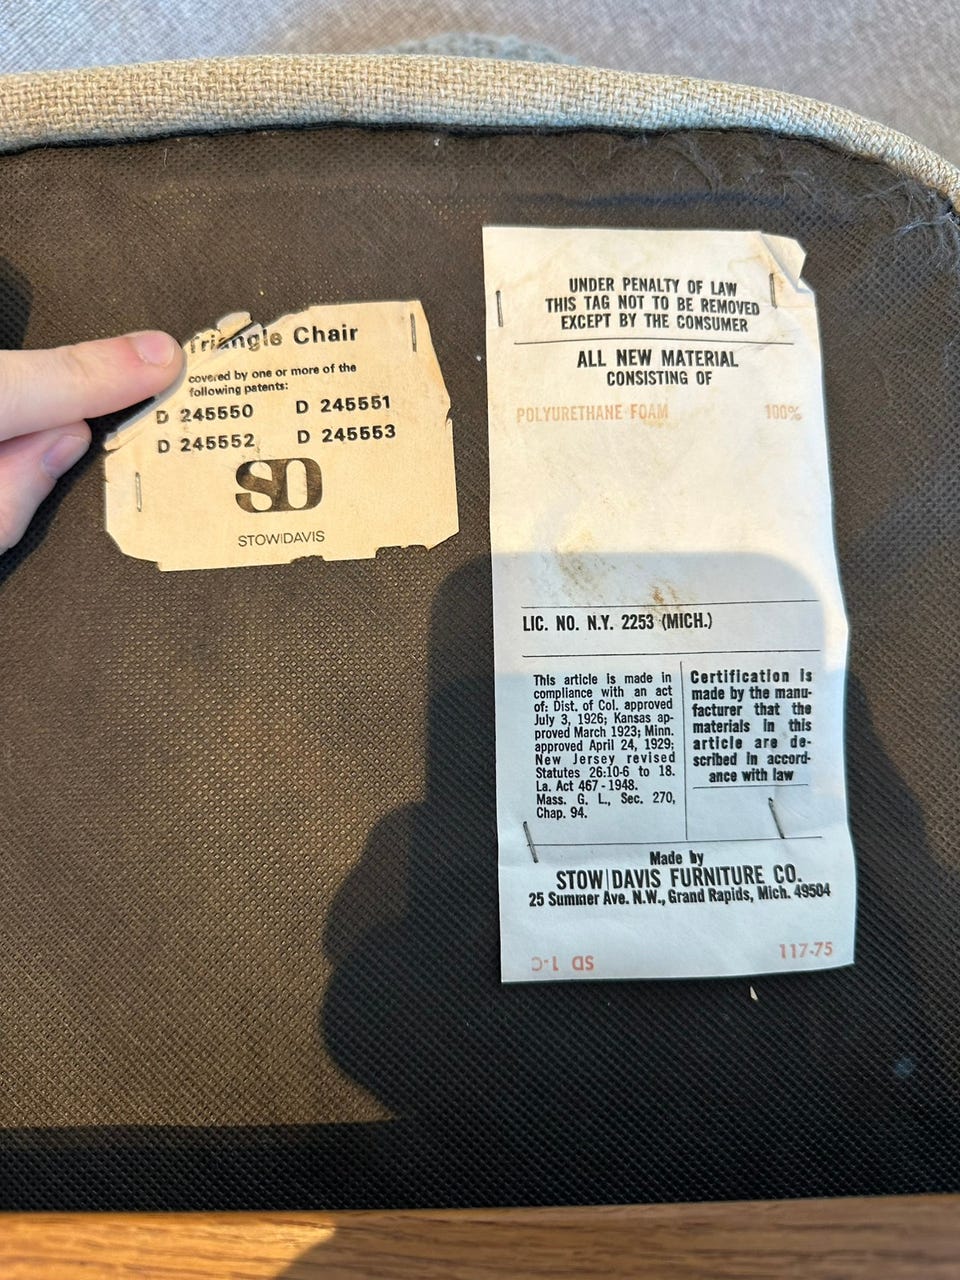 Triangle Chair
covered by one or more of the
following patents:
D 245550 D 245551
D 245552 D 245553
SD
STOW|DAVIS
UNDER PENALTY OF LAW
THIS TAG NOT TO BE REMOVED
EXCEPT BY THE CONSUMER
ALL NEW MATERIAL
CONSISTING OF
POLYURETHANE FOAM 100%
LIC. NO. N.Y. 2253 (MICH.)
This article is made in
compliance with an act
of: Dist. of Col. approved
July 3, 1926; Kansas ap-
proved March 1923; Minn.
approved April 24, 1929;
New Jersey revised
Statutes 26:10-6 to 18.
La. Act 467 - 1948.
Mass. G. L., Sec. 270,
Chap. 94.
Certification is
made by the manu-
facturer that the
materials in this
article are de-
scribed in accord-
ance with law
Made by
STOW|DAVIS FURNITURE CO.
25 Summer Ave. N.W., Grand Rapids, Mich. 49504
SD 1-C 117-75